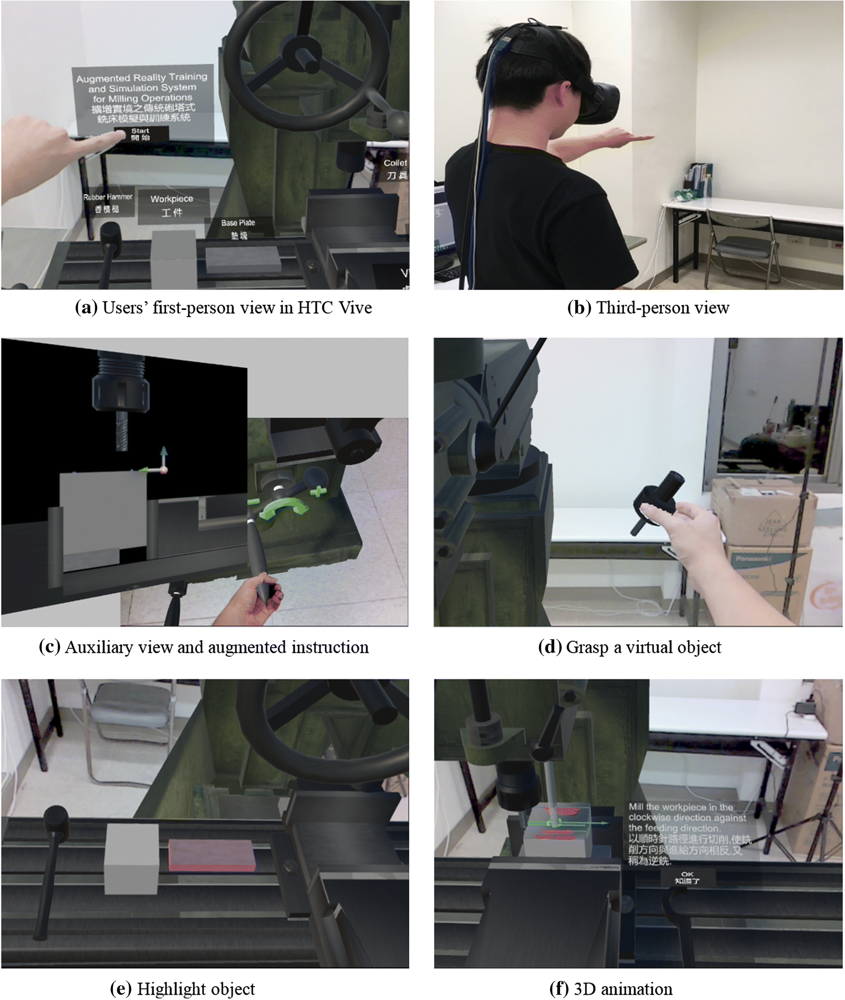 Augmented Reality Training
and Simulation System
for Milling Operations
擴增實境之傳統砲塔式
銑床模擬與訓練系統
Start
開始
Collet
刀具
Rubber Hammer
Workpiece
工件
Base Plate
墊塊
VIVE
(a) Users’ first-person view in HTC Vive
(b) Third-person view
JEAN
Panasonic
(c) Auxiliary view and augmented instruction
(d) Grasp a virtual object
Mill the workpiece in the
clockwise direction against
the feeding direction.
以順時針路徑進行切削,使銑
削方向與進給方向相反,又
稱為逆銑.
OK
知道了
(e) Highlight object
(f) 3D animation